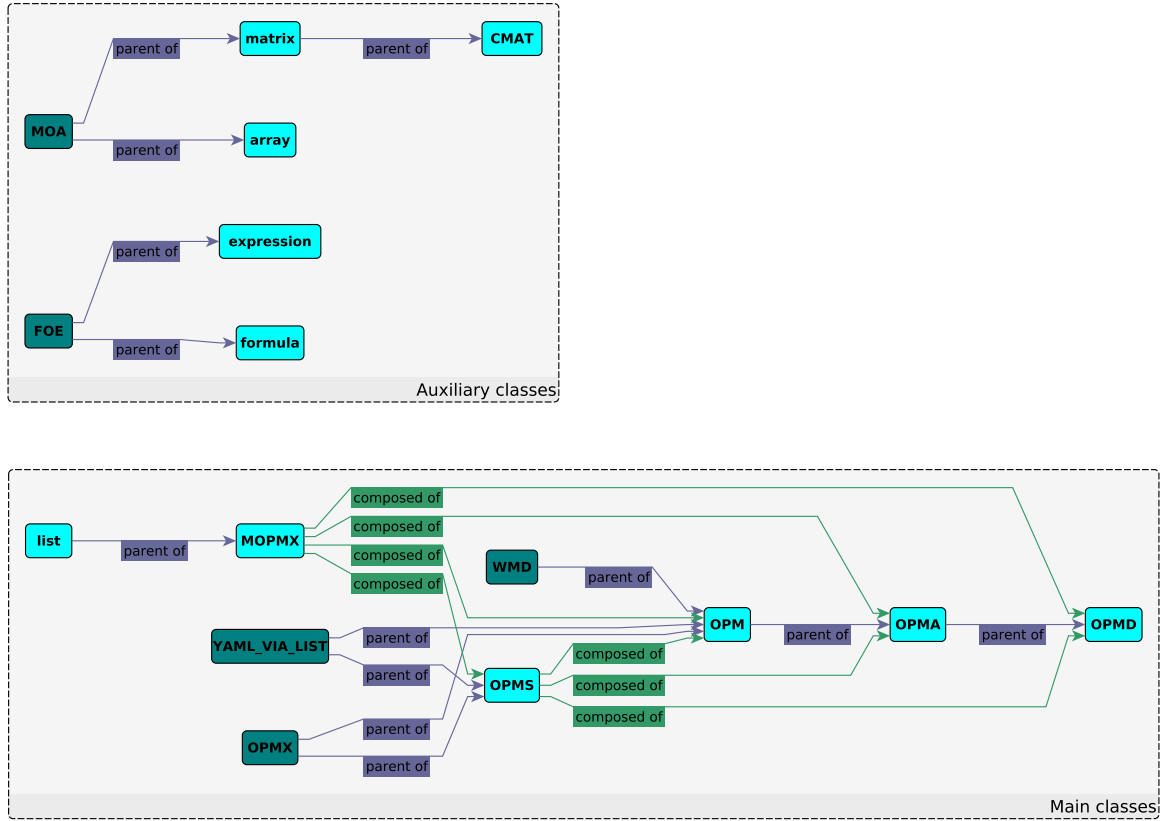 matrix
CMAT
parent of
parent of
MOA
array
parent of
expression
parent of
FOE
formula
parent of
Auxiliary classes
composed of
composed of
list
MOPMX
parent of
composed of
WMD
parent of
composed of
OPM
OPMA
OPMD
parent of
parent of
YAML_VIA_LIST
parent of
composed of
parent of
OPMS
composed of
composed of
parent of
OPMX
parent of
Main classes